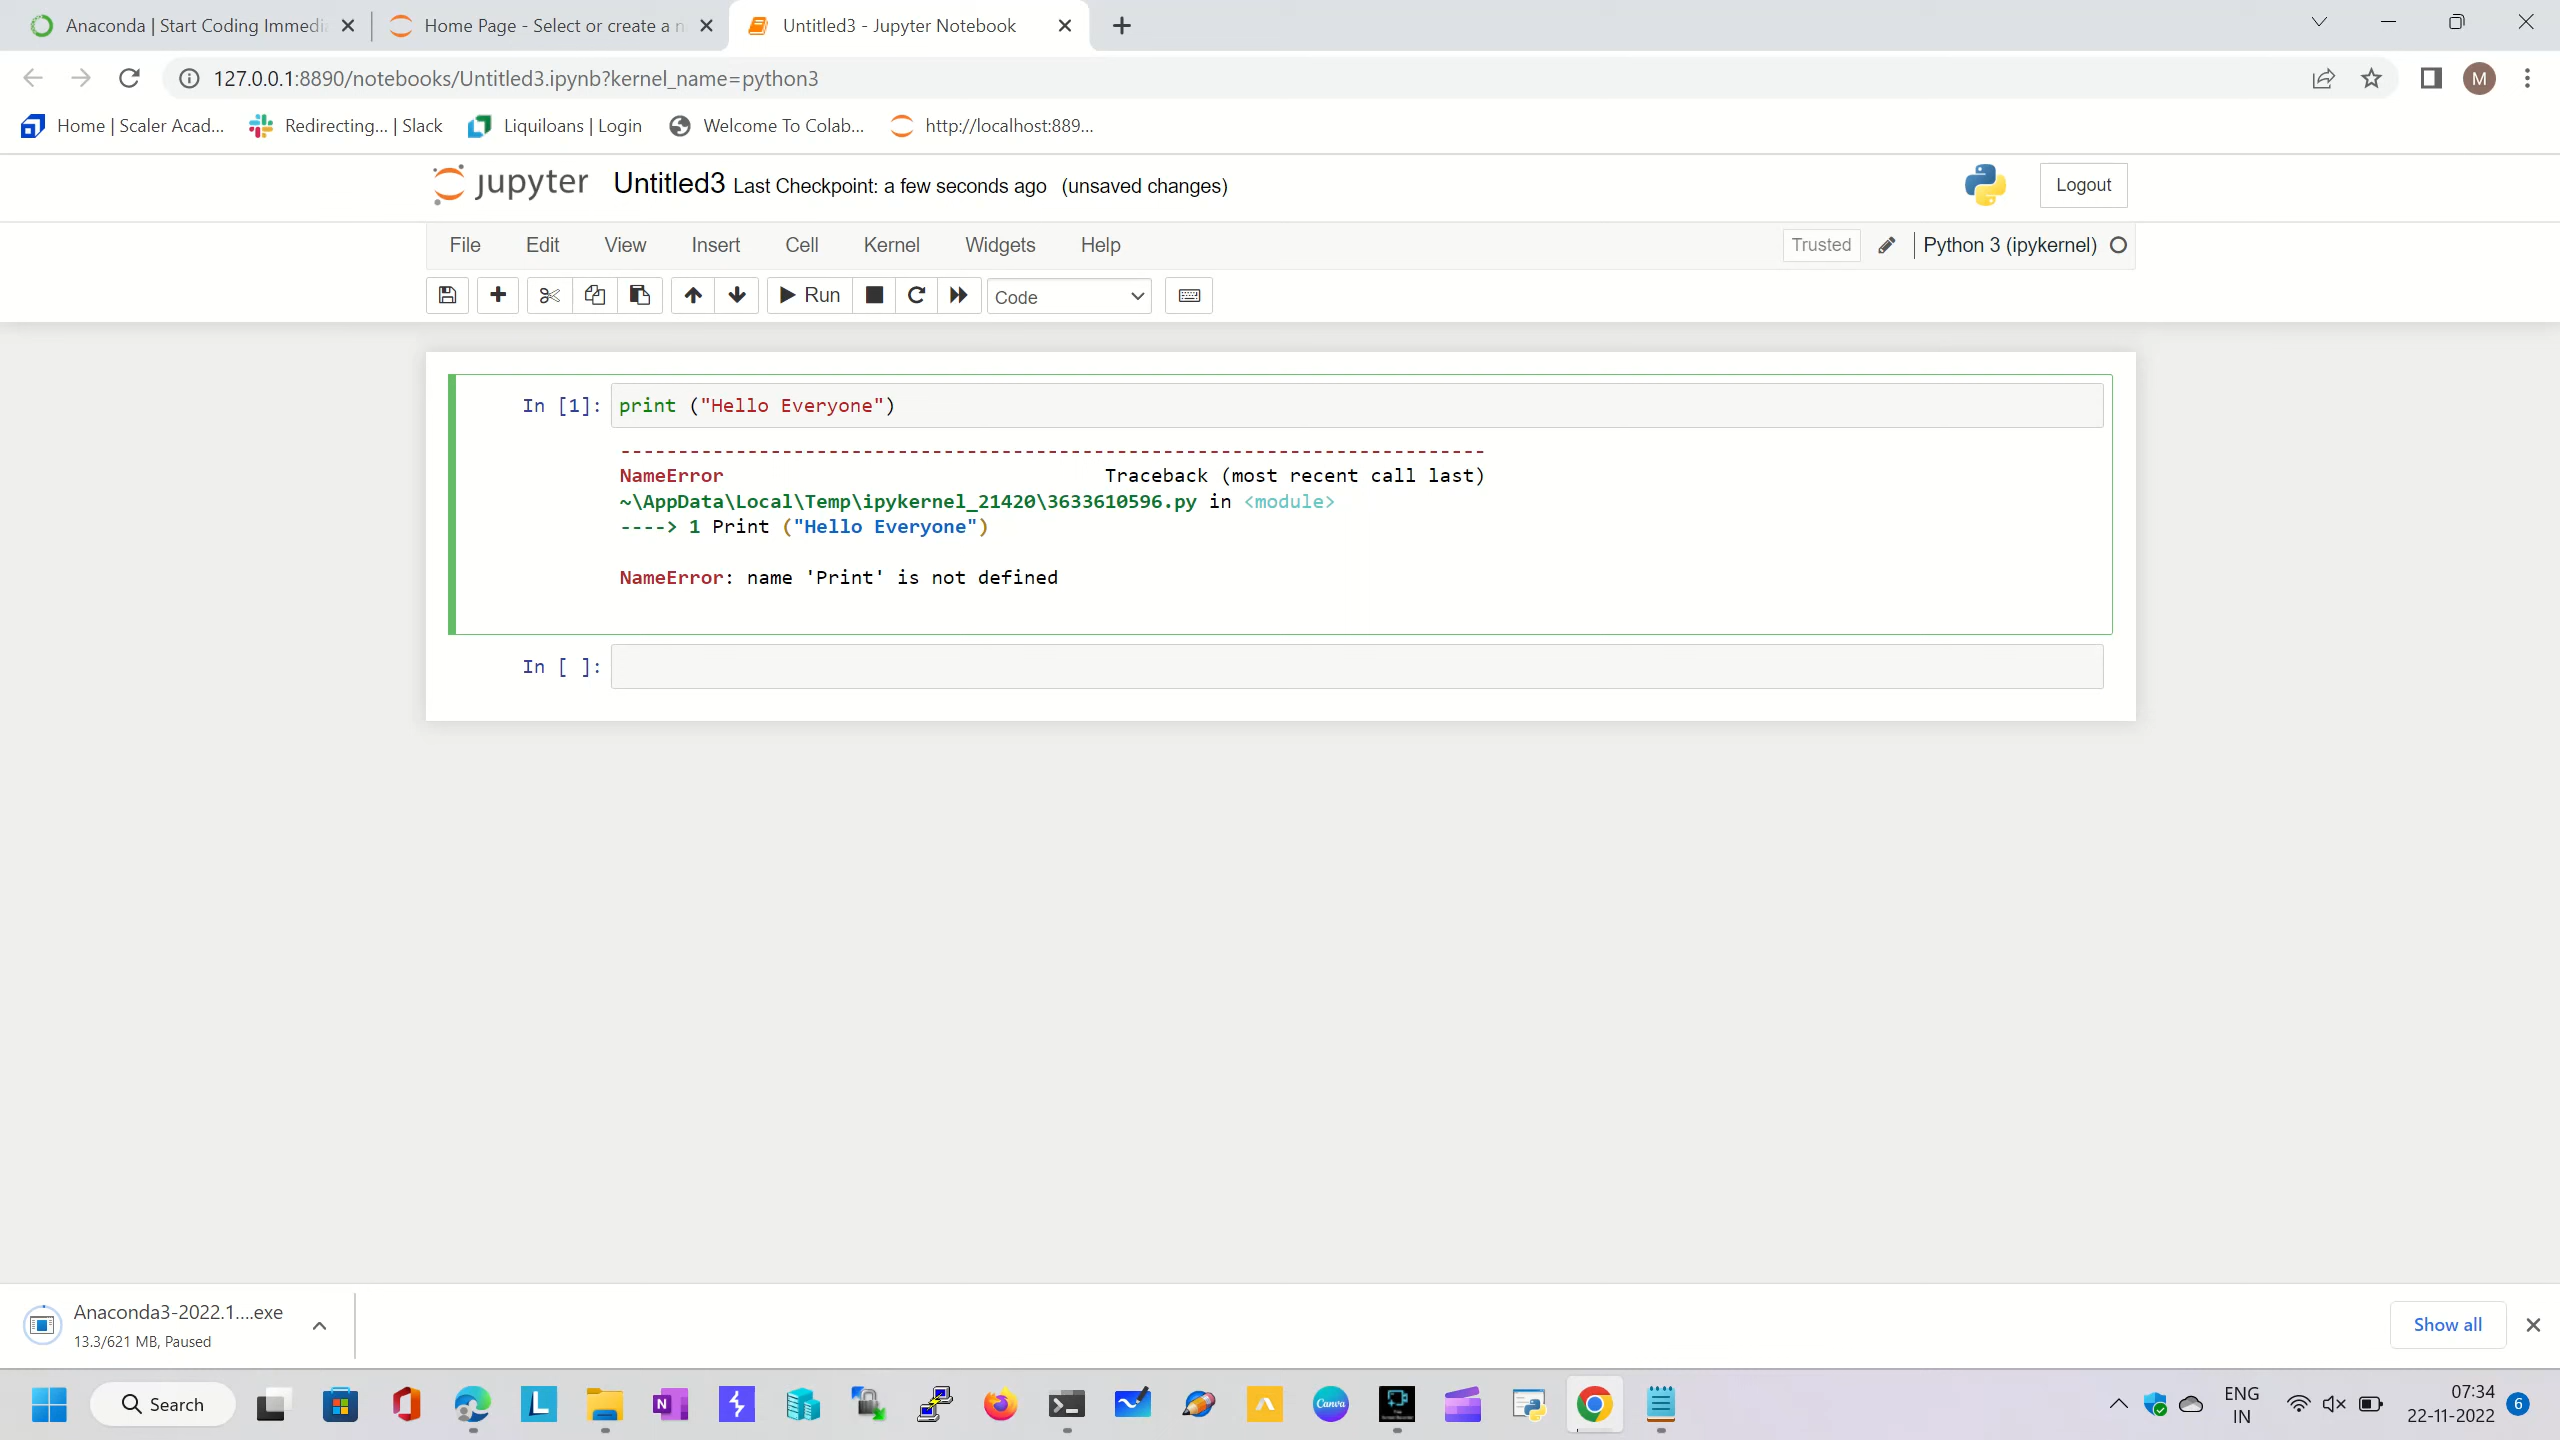 Anaconda | Start Coding Immedi
Home Page - Select or create a n
Untitled3 - Jupyter Notebook
127.0.0.1:8890/notebooks/Untitled3.ipynb?kernel_name=python3
M
Home | Scaler Acad...
Redirecting... | Slack
Liquiloans | Login
Welcome To Colab...
http://localhost:889...
jupyter
Untitled3 Last Checkpoint: a few seconds ago (unsaved changes)
Logout
File Edit View Insert Cell Kernel Widgets Help
Trusted
Python 3 (ipykernel)
Run
Code
In [1]: print ("Hello Everyone")
---------------------------------------------------------------------------
NameError                                 Traceback (most recent call last)
~\AppData\Local\Temp\ipykernel_21420\3633610596.py in <module>
----> 1 Print ("Hello Everyone")
NameError: name 'Print' is not defined
In [ ]:
Anaconda3-2022.1....exe
13.3/621 MB, Paused
Show all
Search
L
N
Canva
ENG
IN
07:34
22-11-2022
6